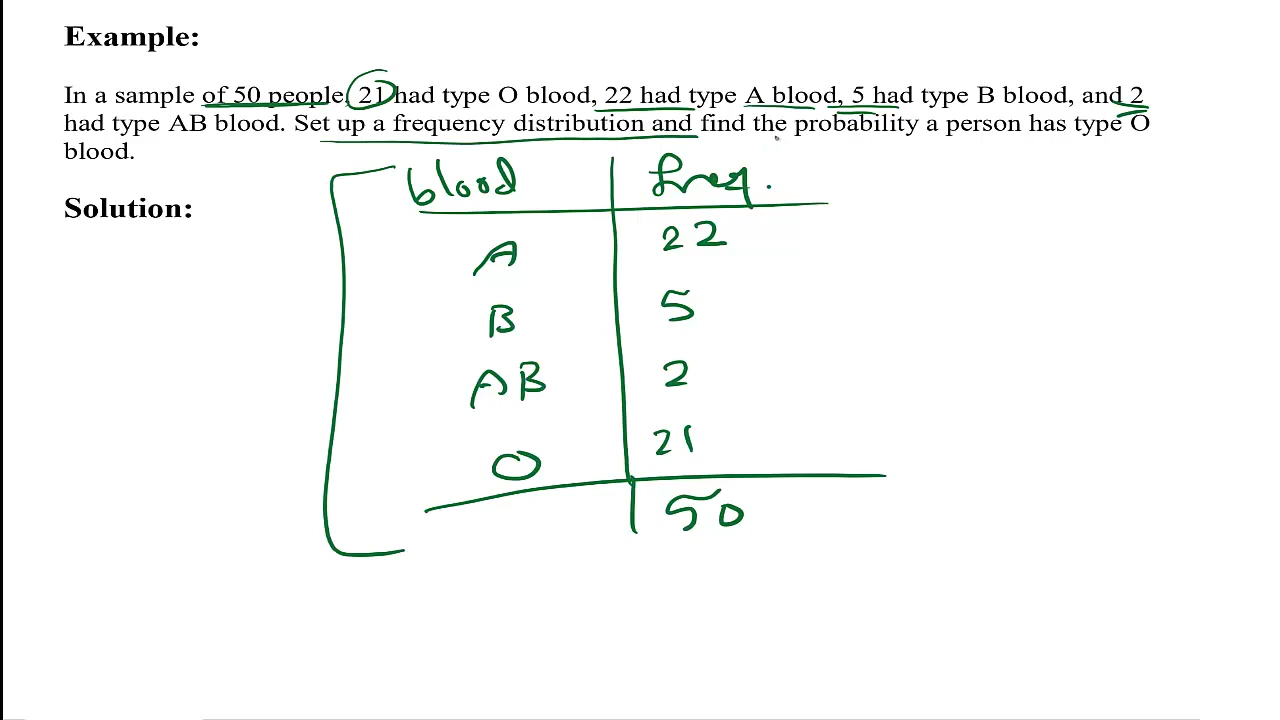 Example:
In a sample of 50 people, 21 had type O blood, 22 had type A blood, 5 had type B blood, and 2
had type AB blood. Set up a frequency distribution and find the probability a person has type O
blood.
Solution:
blood freq.
A 22
B 5
AB 2
O 21
50